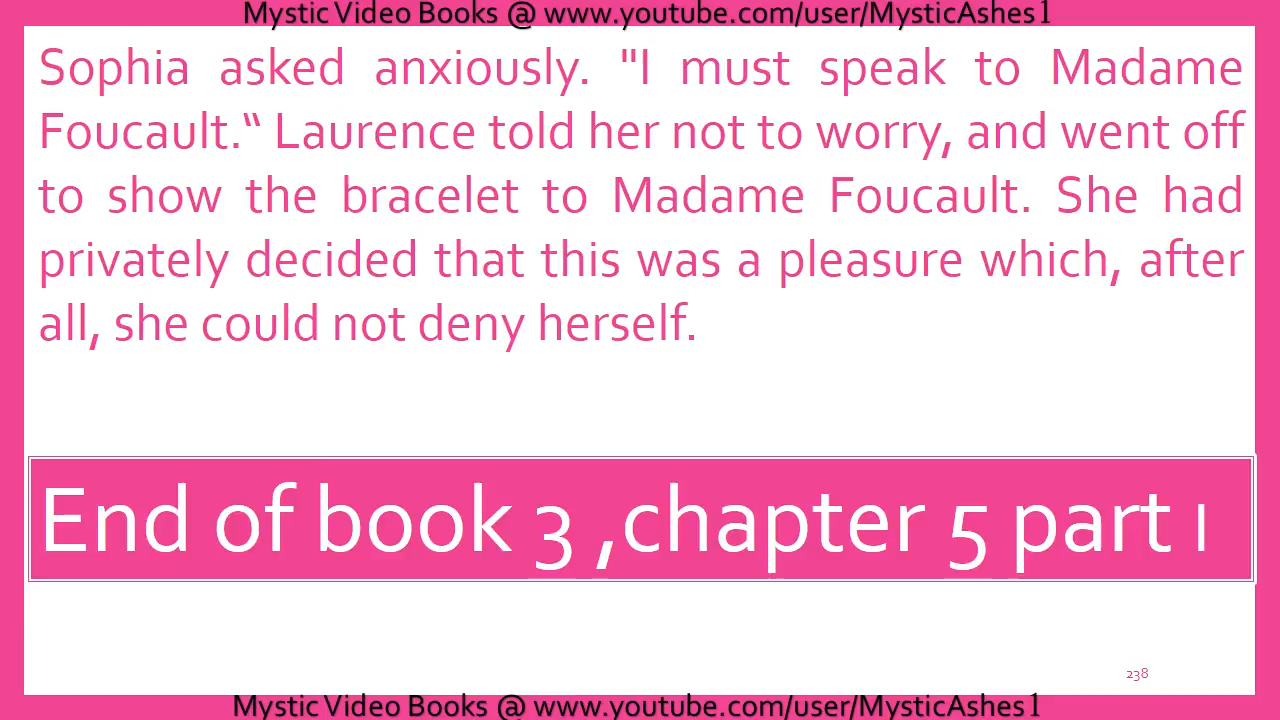 Mystic Video Books @ www.youtube.com/user/MysticAshes1
Sophia asked anxiously. "I must speak to Madame
Foucault.“ Laurence told her not to worry, and went off
to show the bracelet to Madame Foucault. She had
privately decided that this was a pleasure which, after
all, she could not deny herself.
End of book 3 ,chapter 5 part 1
238
Mystic Video Books @ www.youtube.com/user/MysticAshes1